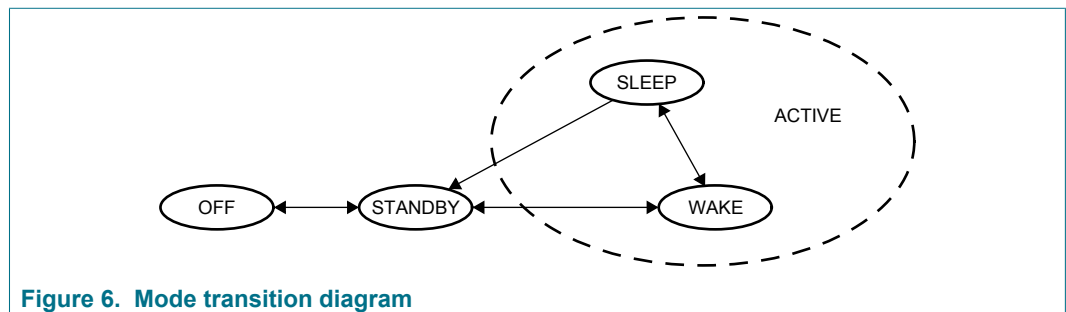 SLEEP
ACTIVE
OFF
STANDBY
WAKE
Figure 6. Mode transition diagram